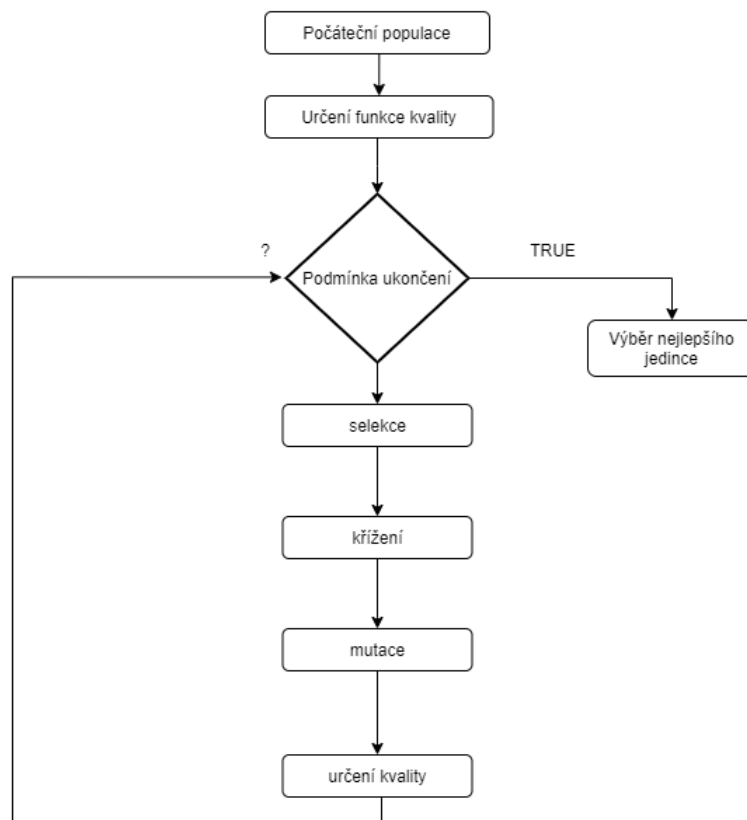 Počáteční populace
Určení funkce kvality
?
TRUE
Podmínka ukončení
Výběr nejlepšího
jedince
selekce
křížení
mutace
určení kvality